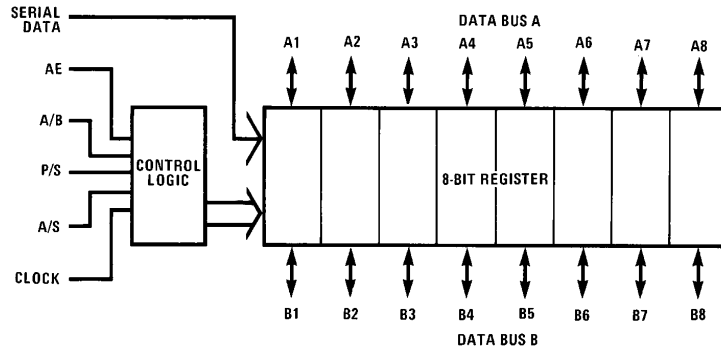 SERIAL
DATA
DATA BUS A
A1 A2 A3 A4 A5 A6 A7 A8
AE
A/B
P/S
A/S
CLOCK
CONTROL
LOGIC
8-BIT REGISTER
B1 B2 B3 B4 B5 B6 B7 B8
DATA BUS B